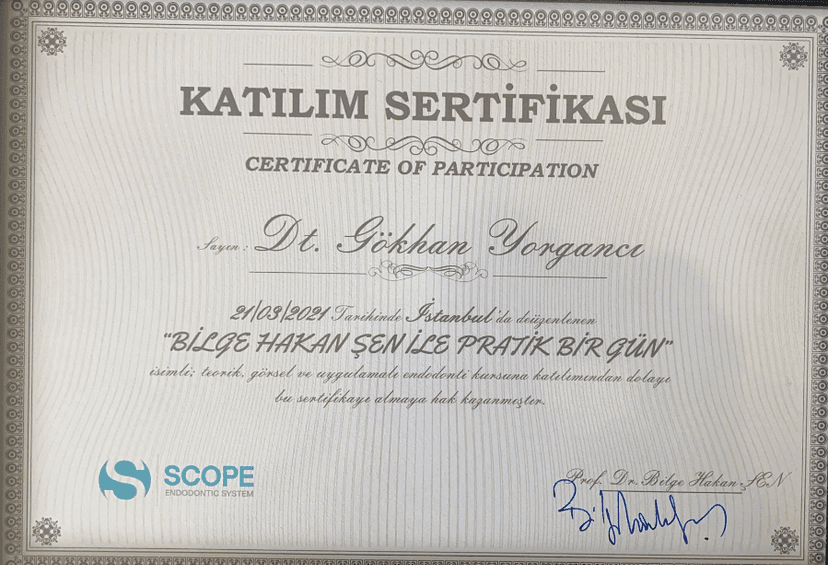 KATILIM SERTİFİKASI
CERTIFICATE OF PARTICIPATION
Sayın : Dt. Gökhan Yorgancı
21/03/2021 Tarihinde İstanbul'da deüzenlenen
"BİLGE HAKAN ŞEN İLE PRATİK BİR GÜN"
isimli; teorik, görsel ve uygulamalı endodonti kursuna katılımından dolayı
bu sertifikayı almaya hak kazanmıştır.
Prof. Dr. Bilge Hakan ŞEN
SCOPE
ENDODONTIC SYSTEM